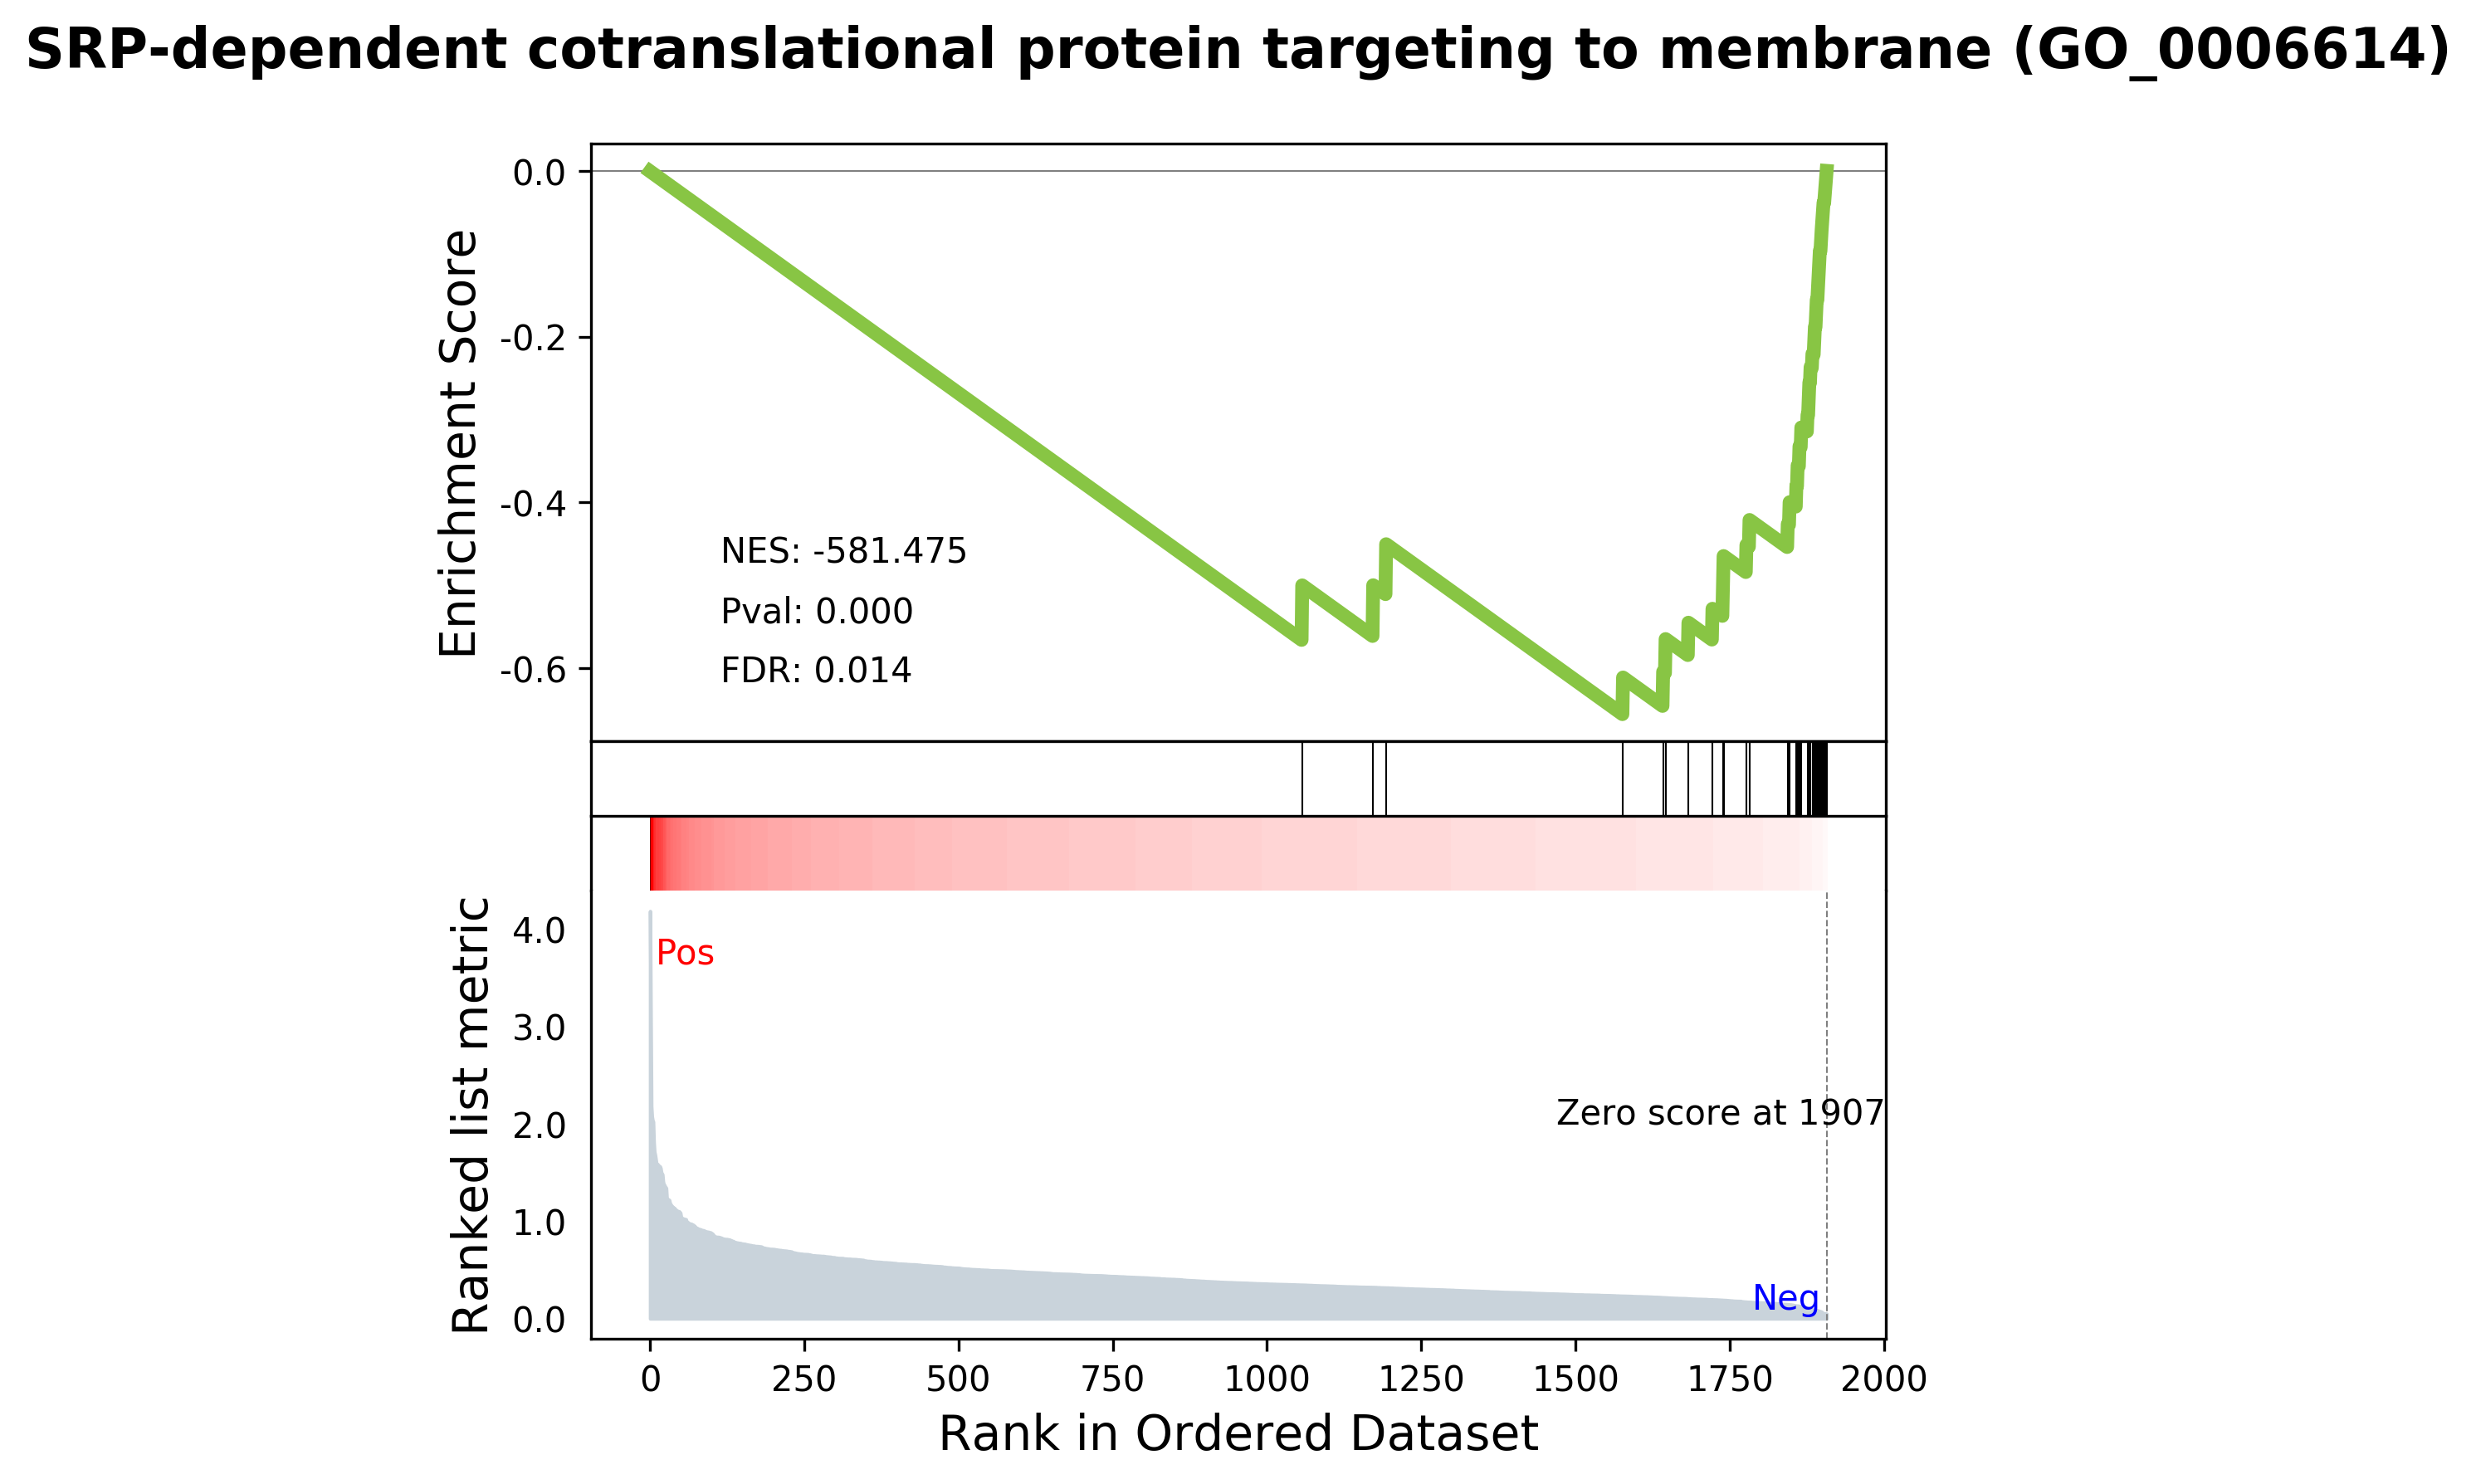 SRP-dependent cotranslational protein targeting to membrane (GO_0006614)
Enrichment Score
0.0
-0.2
-0.4
-0.6
NES: -581.475
Pval: 0.000
FDR: 0.014
Ranked list metric
4.0
3.0
2.0
1.0
0.0
Pos
Zero score at 1907
Neg
0 250 500 750 1000 1250 1500 1750 2000
Rank in Ordered Dataset